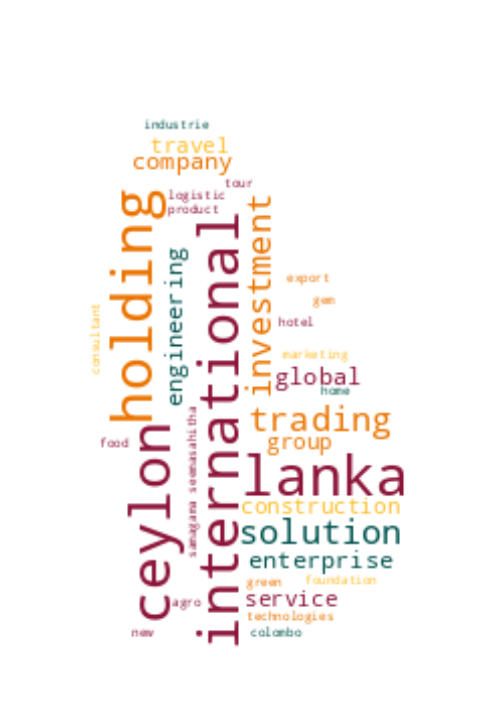 industrie
travel
company
tour
logistic
product
holding
international
investment
engineering
export
gem
hotel
consultant
marketing
global
home
trading
food
group
samagama seemasahitha
ceylon
lanka
construction
solution
enterprise
green
foundation
agro
service
technologies
new
colombo